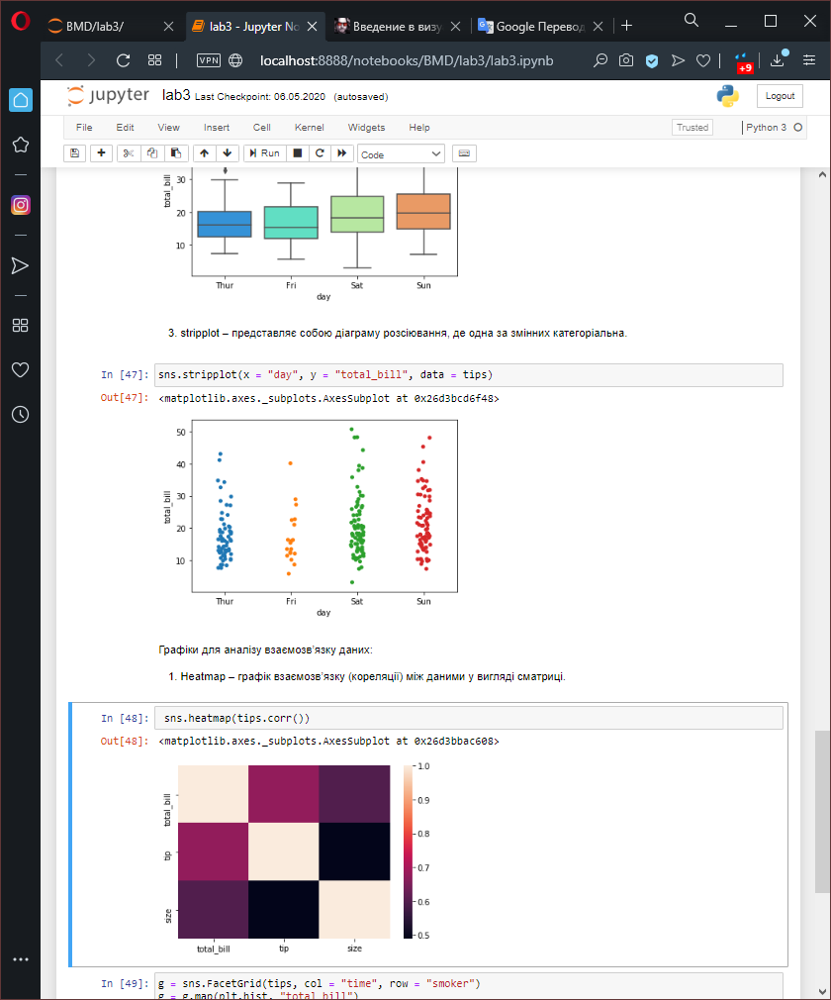 BMD/lab3/
lab3 - Jupyter No
Введение в визу
Google Перевод
VPN
localhost:8888/notebooks/BMD/lab3/lab3.ipynb
+9
jupyter lab3 Last Checkpoint: 06.05.2020 (autosaved)
Logout
File Edit View Insert Cell Kernel Widgets Help
Trusted
Python 3
Run
Code
total_bill
30
20
10
Thur Fri Sat Sun
day
3. stripplot – представляє собою діаграму розсіювання, де одна за змінних категоріальна.
In [47]: sns.stripplot(x = "day", y = "total_bill", data = tips)
Out[47]: <matplotlib.axes._subplots.AxesSubplot at 0x26d3bcd6f48>
50
40
30
20
10
total_bill
Thur Fri Sat Sun
day
Графіки для аналізу взаємозв'язку даних:
1. Heatmap – графік взаємозв'язку (кореляції) між даними у вигляді сматриці.
In [48]: sns.heatmap(tips.corr())
Out[48]: <matplotlib.axes._subplots.AxesSubplot at 0x26d3bbac608>
total_bill
tip
size
total_bill tip size
1.0
0.9
0.8
0.7
0.6
0.5
In [49]: g = sns.FacetGrid(tips, col = "time", row = "smoker")
g = g.map(plt.hist, "total_bill")